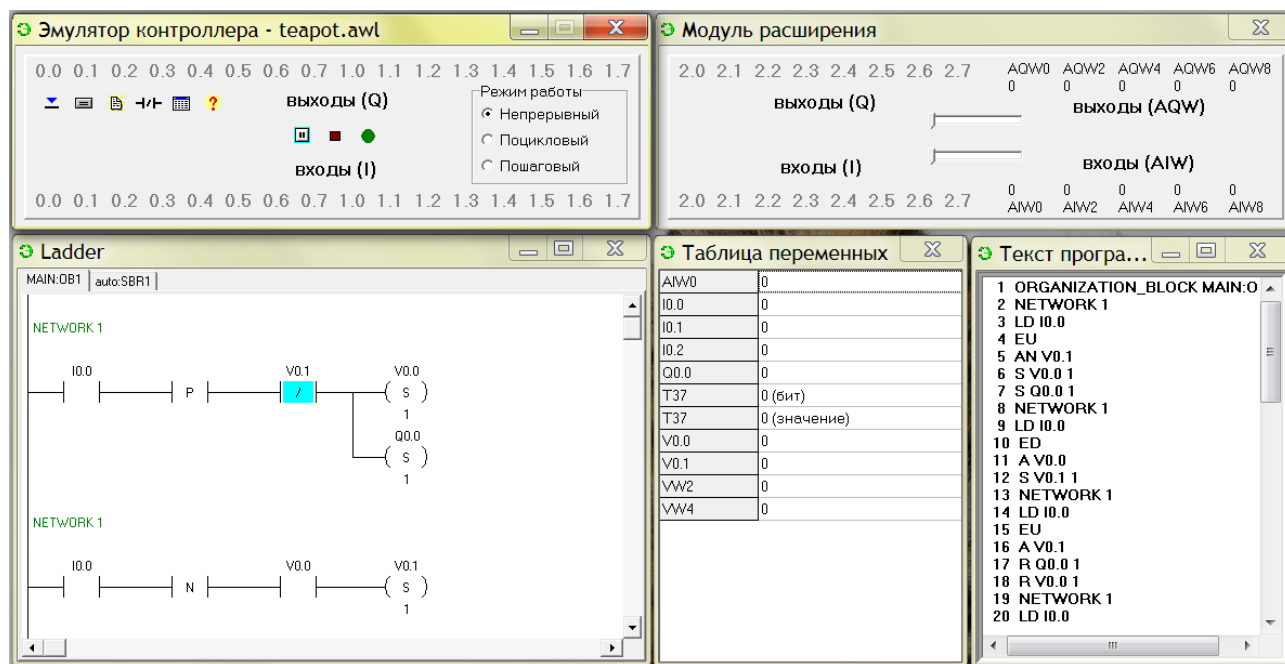 Эмулятор контроллера - teapot.awl
0.0 0.1 0.2 0.3 0.4 0.5 0.6 0.7 1.0 1.1 1.2 1.3 1.4 1.5 1.6 1.7
выходы (Q)
Режим работы
Непрерывный
Поцикловый
Пошаговый
входы (I)
0.0 0.1 0.2 0.3 0.4 0.5 0.6 0.7 1.0 1.1 1.2 1.3 1.4 1.5 1.6 1.7
Модуль расширения
2.0 2.1 2.2 2.3 2.4 2.5 2.6 2.7
AQW0 AQW2 AQW4 AQW6 AQW8
0 0 0 0 0
выходы (Q)
выходы (AQW)
входы (I)
входы (AIW)
0 0 0 0 0
2.0 2.1 2.2 2.3 2.4 2.5 2.6 2.7
AIW0 AIW2 AIW4 AIW6 AIW8
Ladder
MAIN:OB1 auto:SBR1
NETWORK 1
I0.0 V0.1 V0.0
P / S
1
Q0.0
S
1
NETWORK 1
I0.0 V0.0 V0.1
N S
1
Таблица переменных
AIW0 0
I0.0 0
I0.1 0
I0.2 0
Q0.0 0
T37 0 (бит)
T37 0 (значение)
V0.0 0
V0.1 0
VW2 0
VW4 0
Текст програ...
1 ORGANIZATION_BLOCK MAIN:O
2 NETWORK 1
3 LD I0.0
4 EU
5 AN V0.1
6 S V0.0 1
7 S Q0.0 1
8 NETWORK 1
9 LD I0.0
10 ED
11 A V0.0
12 S V0.1 1
13 NETWORK 1
14 LD I0.0
15 EU
16 A V0.1
17 R Q0.0 1
18 R V0.0 1
19 NETWORK 1
20 LD I0.0